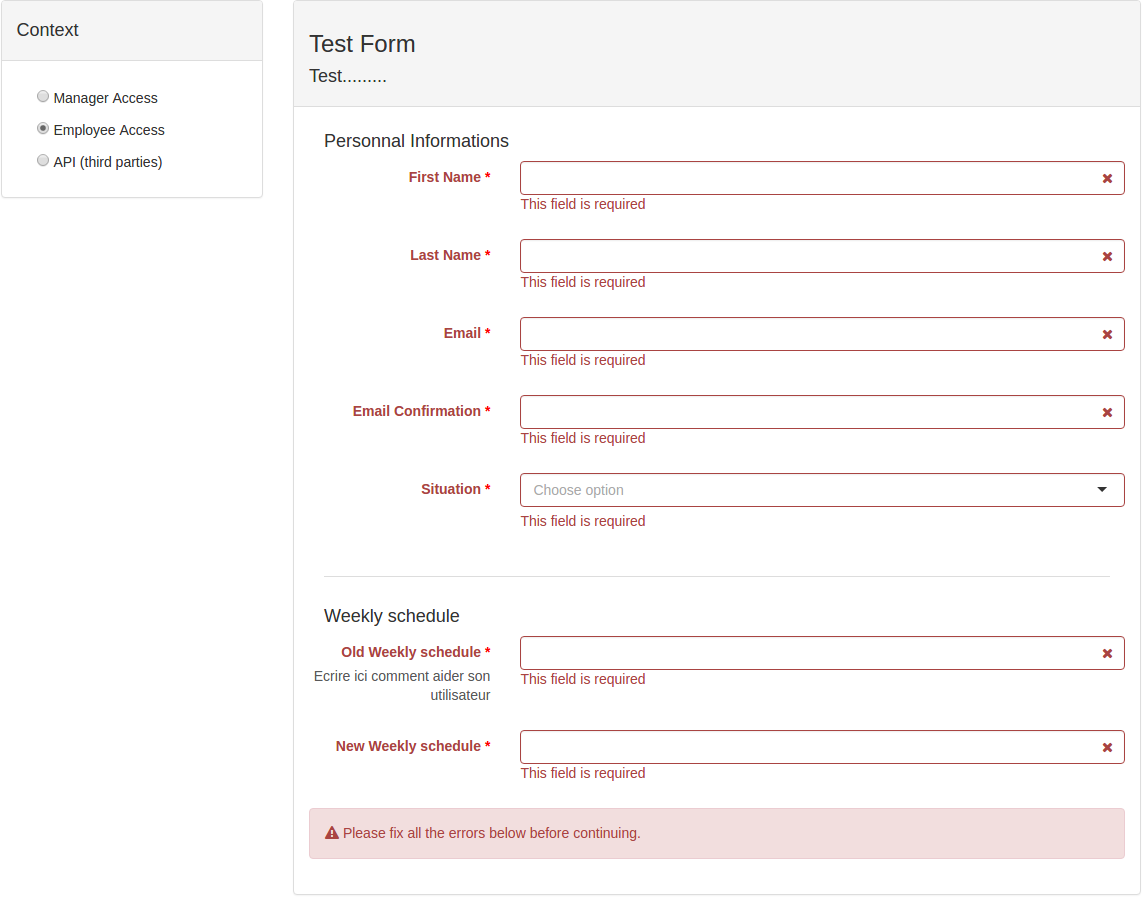 Context
Manager Access
Employee Access
API (third parties)
Test Form
Test.........
Personnal Informations
First Name *
This field is required
Last Name *
This field is required
Email *
This field is required
Email Confirmation *
This field is required
Situation *
Choose option
This field is required
Weekly schedule
Old Weekly schedule *
Ecrire ici comment aider son
utilisateur
This field is required
New Weekly schedule *
This field is required
Please fix all the errors below before continuing.